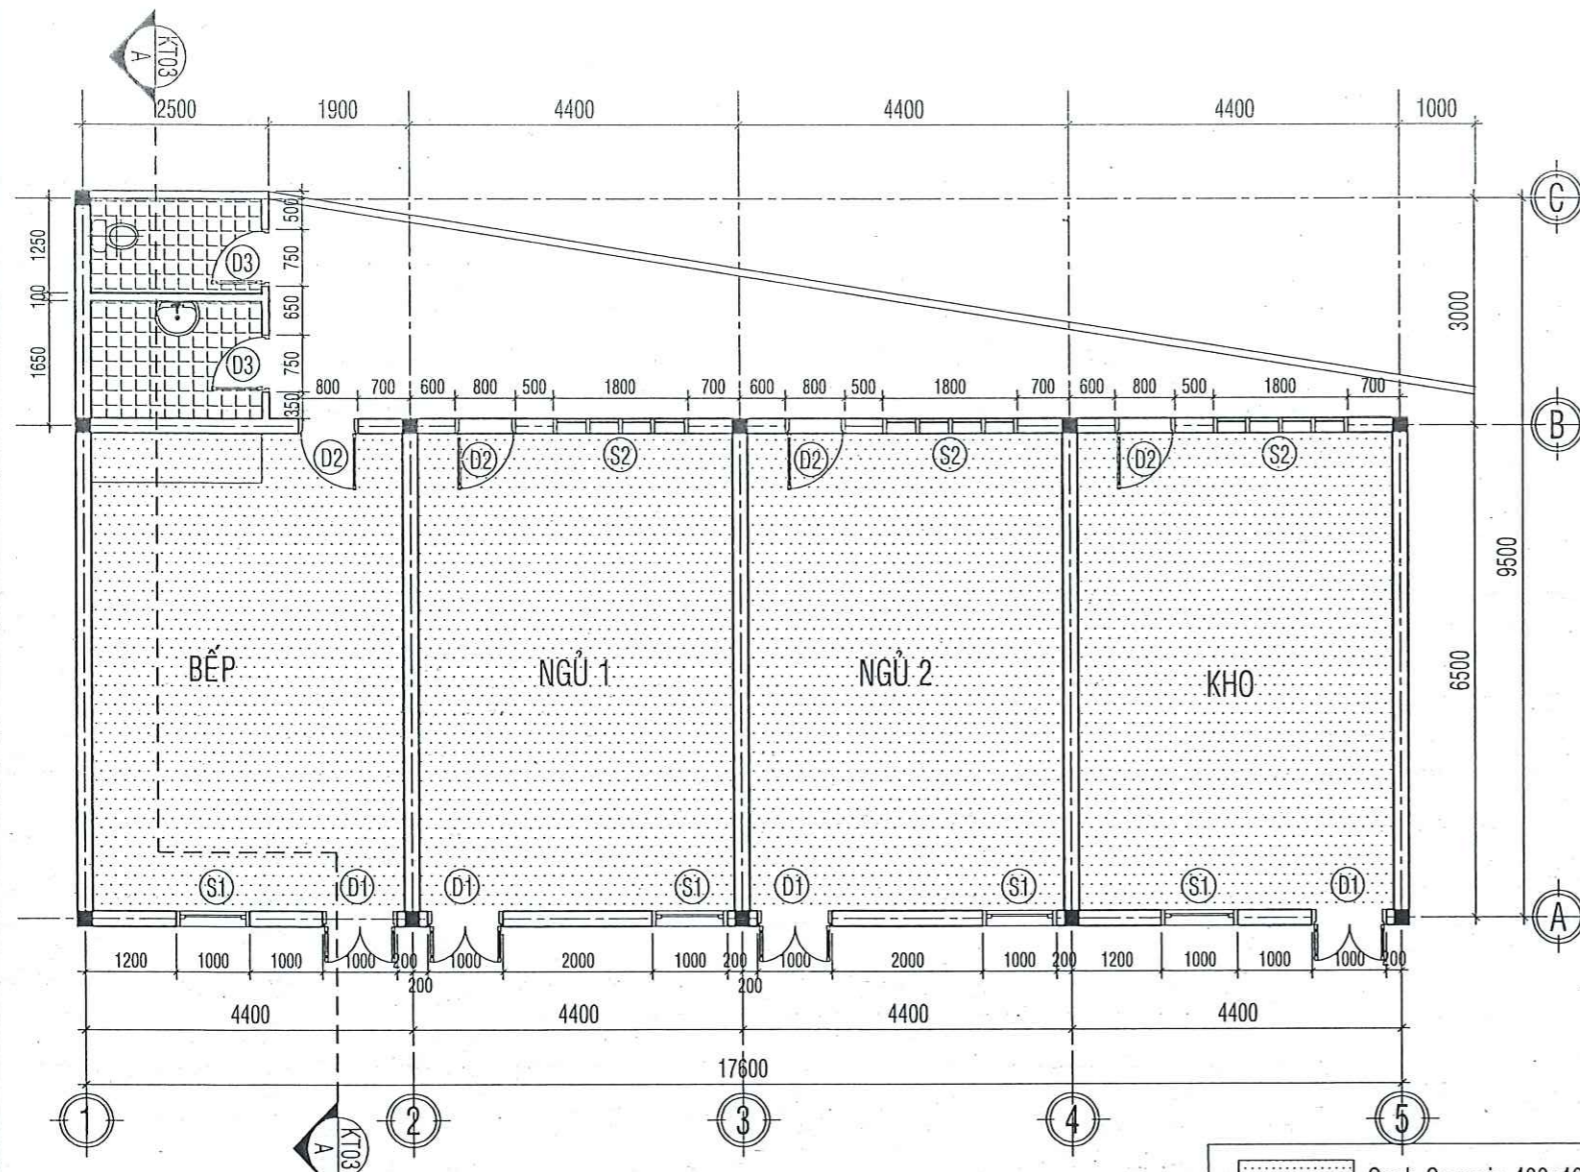 KT03
A
2500 1900 4400 4400 4400 1000
C
1250 100 1650
500 750 650 750 350
D3
D3
3000
9500
6500
800 700 600 800 500 1800 700 600 800 500 1800 700 600 800 500 1800 700
B
D2 D2 S2 D2 S2 D2 S2
BẾP NGỦ 1 NGỦ 2 KHO
S1 D1 D1 S1 D1 S1 S1 D1
A
1200 1000 1000 1000 200 1000 2000 1000 200 1000 2000 1000 200 1200 1000 1000 1000 200
200 200
4400 4400 4400 4400
17600
1 2 3 4 5
KT03
A